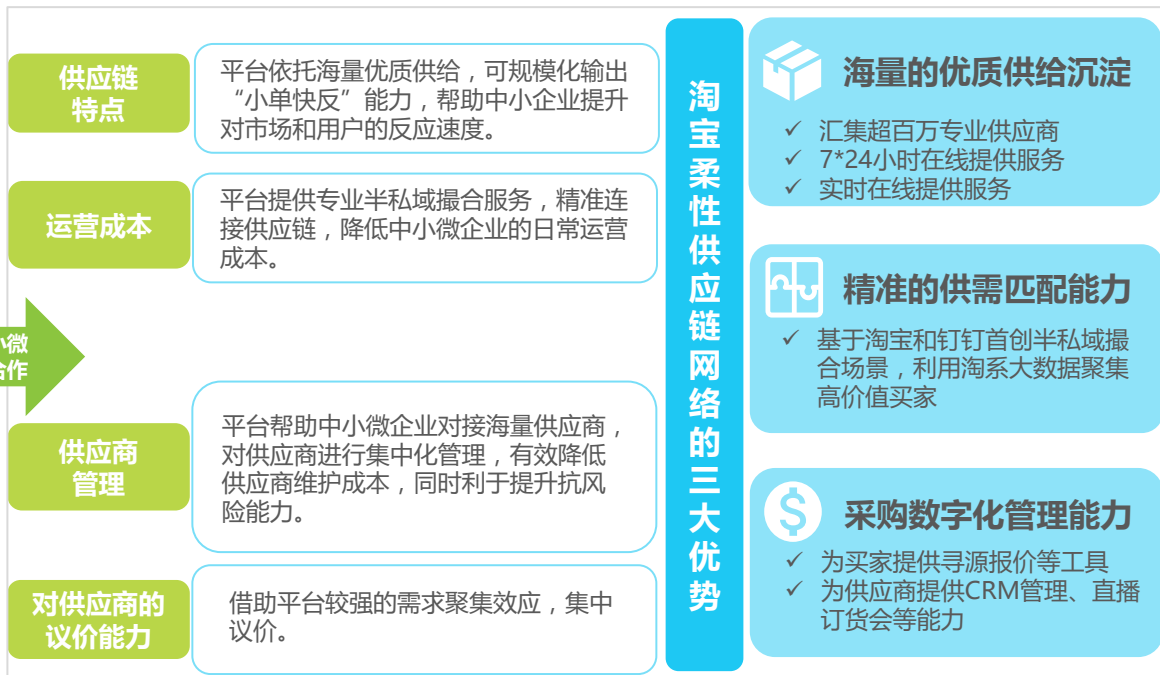 供应链
特点
平台依托海量优质供给，可规模化输出
“小单快反”能力，帮助中小企业提升
对市场和用户的反应速度。
运营成本
平台提供专业半私域撮合服务，精准连
接供应链，降低中小微企业的日常运营
成本。
小微
合作
供应商
管理
平台帮助中小微企业对接海量供应商，
对供应商进行集中化管理，有效降低
供应商维护成本，同时利于提升抗风
险能力。
对供应商的
议价能力
借助平台较强的需求聚集效应，集中
议价。
淘宝柔性供应链网络的三大优势
海量的优质供给沉淀
✓ 汇集超百万专业供应商
✓ 7*24小时在线提供服务
✓ 实时在线提供服务
精准的供需匹配能力
✓ 基于淘宝和钉钉首创半私域撮
合场景，利用淘系大数据聚集
高价值买家
$
采购数字化管理能力
✓ 为买家提供寻源报价等工具
✓ 为供应商提供CRM管理、直播
订货会等能力